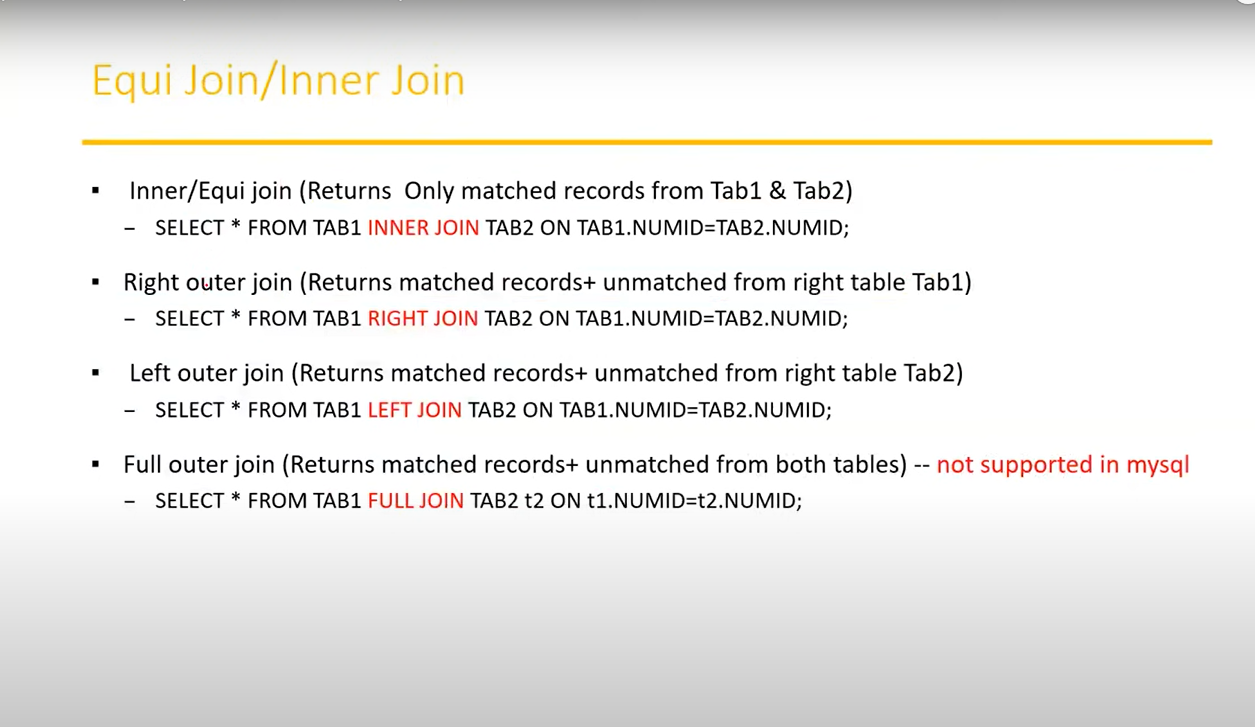 Equi Join/Inner Join
▪ Inner/Equi join (Returns Only matched records from Tab1 & Tab2)
– SELECT * FROM TAB1 INNER JOIN TAB2 ON TAB1.NUMID=TAB2.NUMID;
▪ Right outer join (Returns matched records+ unmatched from right table Tab1)
– SELECT * FROM TAB1 RIGHT JOIN TAB2 ON TAB1.NUMID=TAB2.NUMID;
▪ Left outer join (Returns matched records+ unmatched from right table Tab2)
– SELECT * FROM TAB1 LEFT JOIN TAB2 ON TAB1.NUMID=TAB2.NUMID;
▪ Full outer join (Returns matched records+ unmatched from both tables) -- not supported in mysql
– SELECT * FROM TAB1 FULL JOIN TAB2 t2 ON t1.NUMID=t2.NUMID;